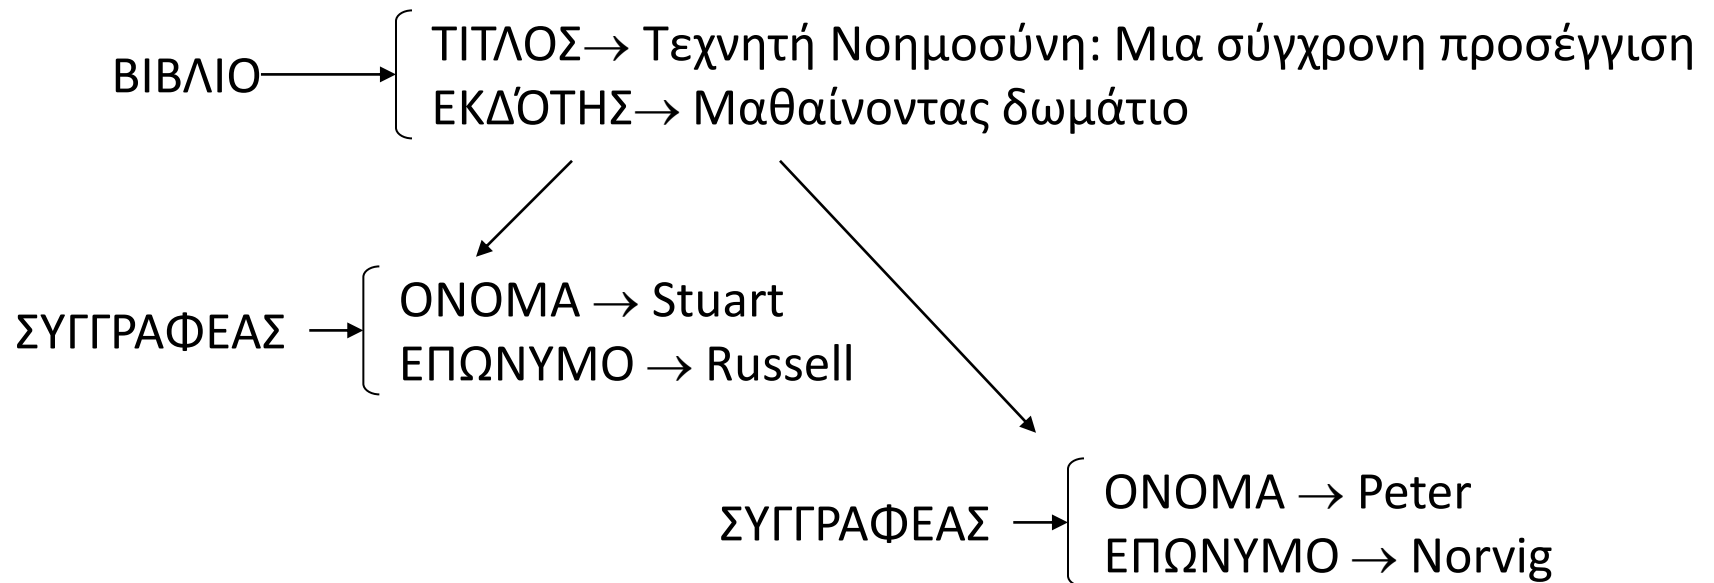 ΒΙΒΛΙΟ
ΤΙΤΛΟΣ→ Τεχνητή Νοημοσύνη: Μια σύγχρονη προσέγγιση
ΕΚΔΌΤΗΣ→ Μαθαίνοντας δωμάτιο
ΣΥΓΓΡΑΦΕΑΣ
ΟΝΟΜΑ → Stuart
ΕΠΩΝΥΜΟ → Russell
ΣΥΓΓΡΑΦΕΑΣ
ΟΝΟΜΑ → Peter
ΕΠΩΝΥΜΟ → Norvig